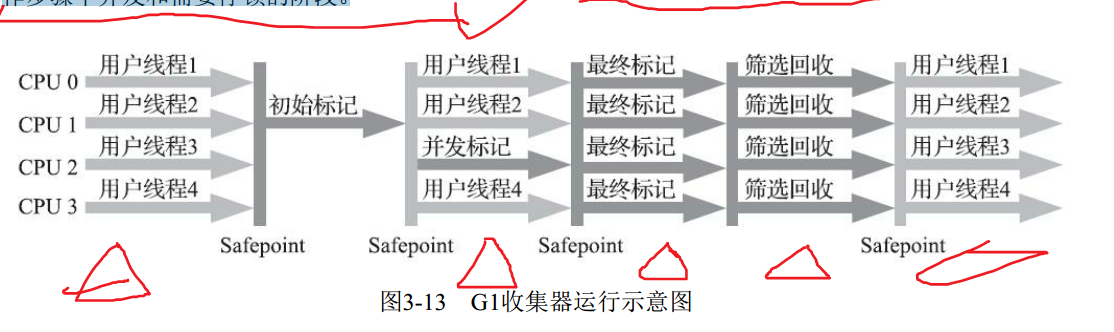 作步骤中并发和需要停顿的阶段。
用户线程1 用户线程1 最终标记 筛选回收 用户线程1
CPU 0
用户线程2 初始标记 用户线程2 最终标记 筛选回收 用户线程2
CPU 1
用户线程3 并发标记 最终标记 筛选回收 用户线程3
CPU 2
用户线程4 用户线程4 最终标记 筛选回收 用户线程4
CPU 3
Safepoint Safepoint Safepoint Safepoint
图3-13 G1收集器运行示意图